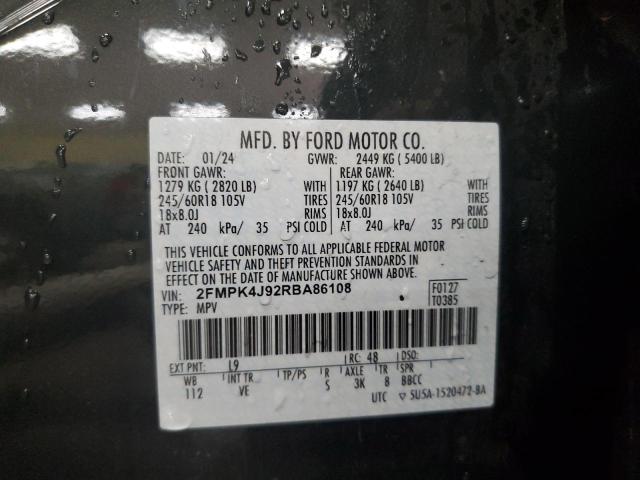 MFD. BY FORD MOTOR CO.
DATE: 01/24 GVWR: 2449 KG ( 5400 LB)
FRONT GAWR: REAR GAWR:
1279 KG ( 2820 LB) WITH 1197 KG ( 2640 LB) WITH
245/60R18 105V TIRES 245/60R18 105V TIRES
18x8.0J RIMS 18x8.0J RIMS
AT 240 kPa/ 35 PSI COLD AT 240 kPa/ 35 PSI COLD
THIS VEHICLE CONFORMS TO ALL APPLICABLE FEDERAL MOTOR
VEHICLE SAFETY AND THEFT PREVENTION STANDARDS IN EFFECT
ON THE DATE OF MANUFACTURE SHOWN ABOVE.
VIN: 2FMPK4J92RBA86108 F0127
TYPE: MPV T0385
EXT PNT: L9 RC: 48 DSO:
WB INT TR TP/PS R AXLE TR SPR
112 VE S 3K 8 BBCC
UTC SU5A-1520472-BA